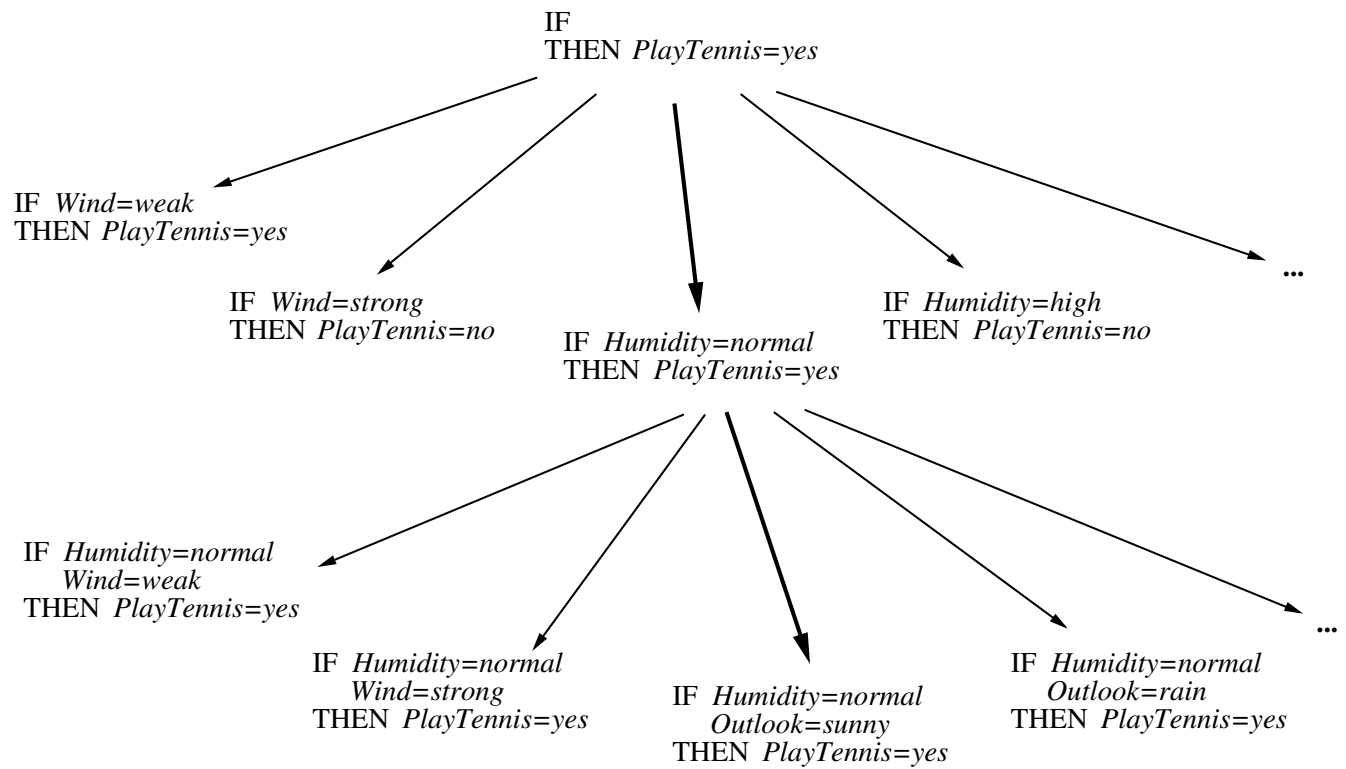 IF
THEN PlayTennis=yes
IF Wind=weak
THEN PlayTennis=yes
IF Wind=strong
THEN PlayTennis=no
IF Humidity=normal
THEN PlayTennis=yes
IF Humidity=high
THEN PlayTennis=no
...
IF Humidity=normal
Wind=weak
THEN PlayTennis=yes
IF Humidity=normal
Wind=strong
THEN PlayTennis=yes
IF Humidity=normal
Outlook=sunny
THEN PlayTennis=yes
IF Humidity=normal
Outlook=rain
THEN PlayTennis=yes
...